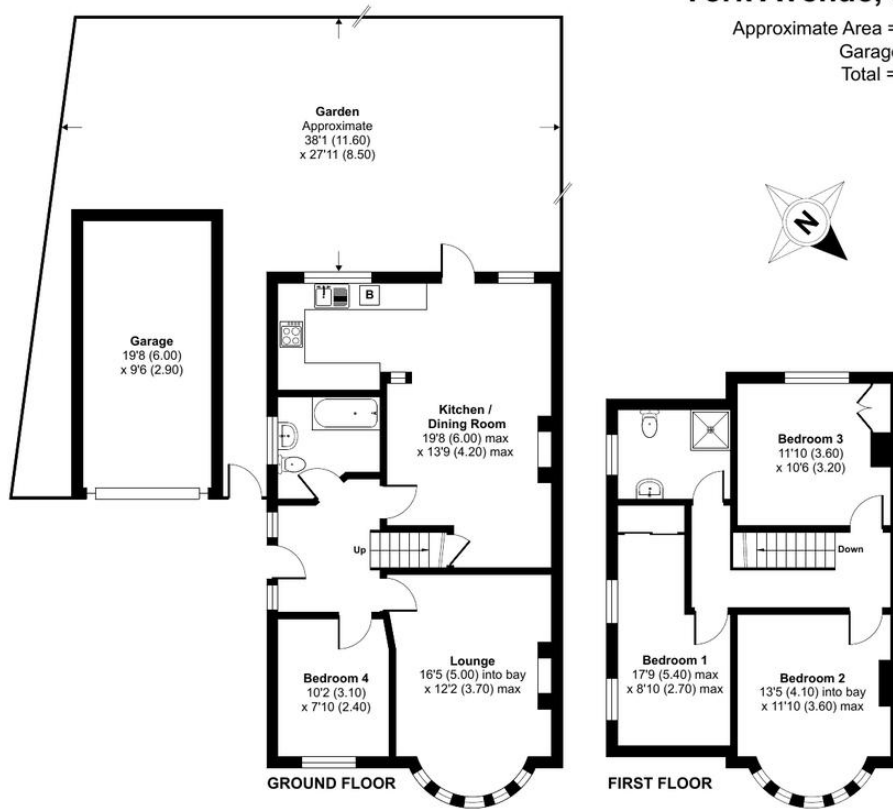 Approximate Area =
Garage
Total =
Garden
Approximate
38'1 (11.60)
x 27'11 (8.50)
N
Garage
19'8 (6.00)
x 9'6 (2.90)
B
Kitchen /
Dining Room
19'8 (6.00) max
x 13'9 (4.20) max
Up
Lounge
16'5 (5.00) into bay
x 12'2 (3.70) max
Bedroom 4
10'2 (3.10)
x 7'10 (2.40)
GROUND FLOOR
Bedroom 3
11'10 (3.60)
x 10'6 (3.20)
Down
Bedroom 1
17'9 (5.40) max
x 8'10 (2.70) max
Bedroom 2
13'5 (4.10) into bay
x 11'10 (3.60) max
FIRST FLOOR